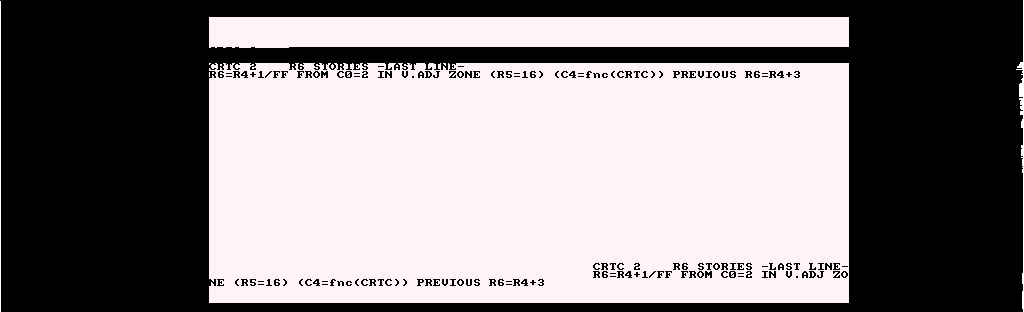 CRTC 2 R6 STORIES -LAST LINE-
R6=R4+1/FF FROM C0=2 IN V.ADJ ZONE (R5=16) (C4=fnc(CRTC)) PREVIOUS R6=R4+3
CRTC 2 R6 STORIES -LAST LINE-
R6=R4+1/FF FROM C0=2 IN V.ADJ ZO
NE (R5=16) (C4=fnc(CRTC)) PREVIOUS R6=R4+3